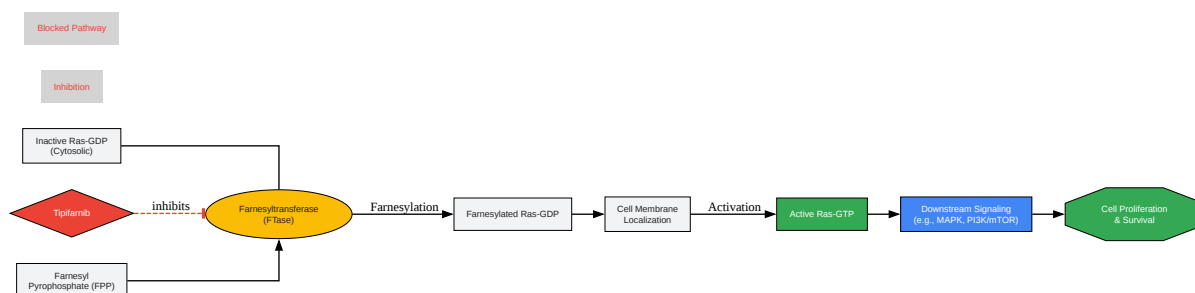 Blocked Pathway
Inhibition
Inactive Ras-GDP
(Cytosolic)
Tipifarnib
inhibits
Farnesyltransferase
(FTase)
Farnesylation
Farnesylated Ras-GDP
Cell Membrane
Localization
Activation
Active Ras-GTP
Downstream Signaling
(e.g., MAPK, PI3K/mTOR)
Cell Proliferation
& Survival
Farnesyl
Pyrophosphate (FPP)